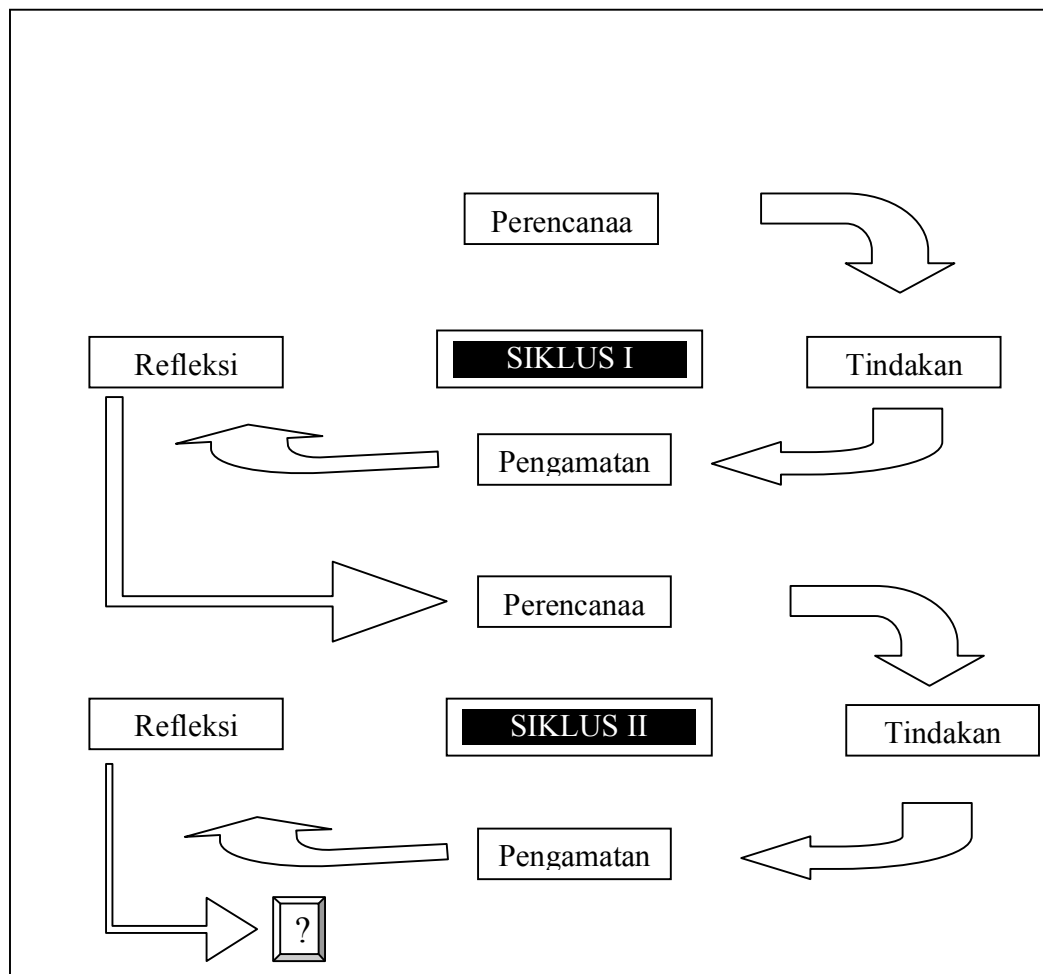 Perencanaa
Refleksi
SIKLUS I
Tindakan
Pengamatan
Perencanaa
Refleksi
SIKLUS II
Tindakan
Pengamatan
?